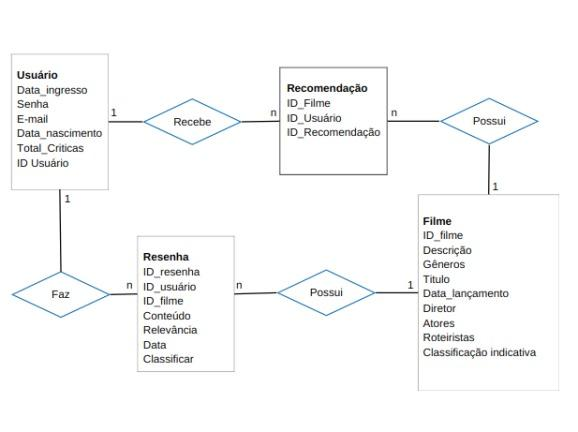 Usuário
Data_ingresso
Senha
E-mail
Data_nascimento
Total_Criticas
ID Usuário
1
Recebe
n
Recomendação
ID_Filme
ID_Usuário
ID_Recomendação
n
Possui
1
1
Faz
n
Resenha
ID_resenha
ID_usuário
ID_filme
Conteúdo
Relevância
Data
Classificar
n
Possui
1
Filme
ID_filme
Descrição
Gêneros
Titulo
Data_lançamento
Diretor
Atores
Roteiristas
Classificação indicativa